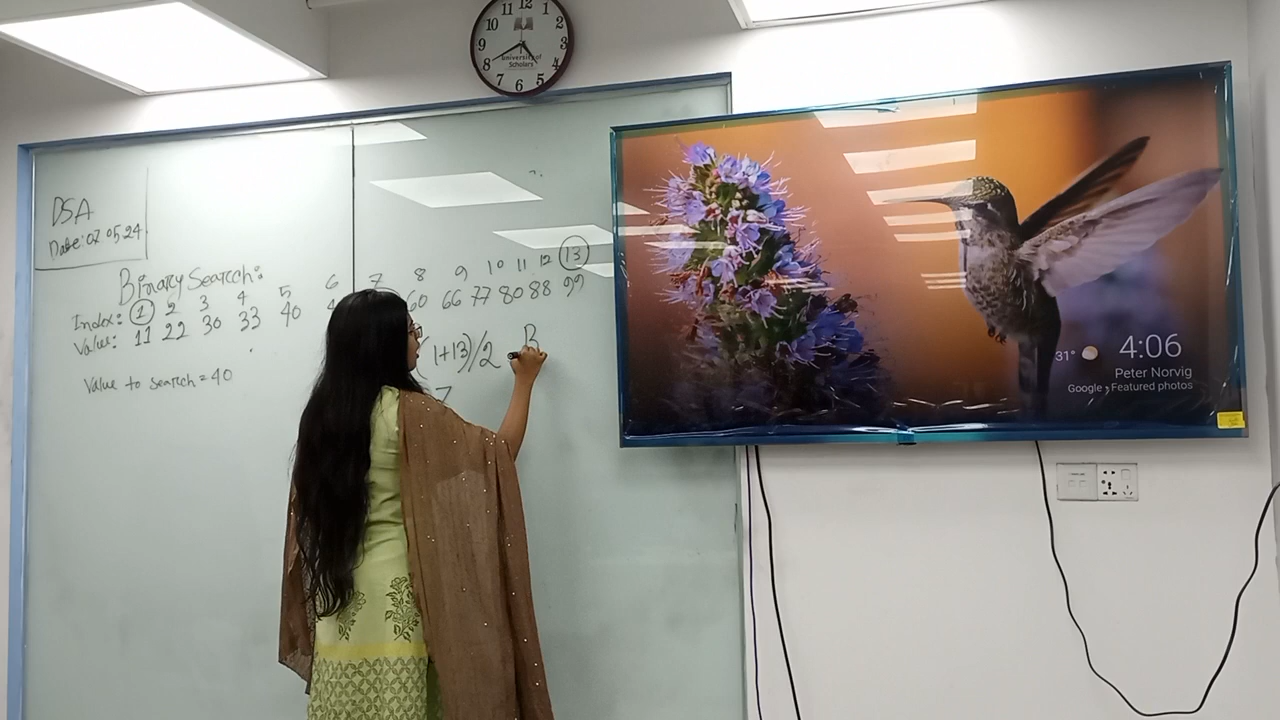 12 1 2 3 4 5 6 7 8 9 10 11
University of
Scholars
DSA
Date: 02 05 24
Binary Search:
Index: 1 2 3 4 5 6 7 8 9 10 11 12 13
Value: 11 22 30 33 40 60 66 77 80 88 99
Value to search = 40
(1+13)/2 B
7
31° 4:06
Peter Norvig
Google • Featured photos